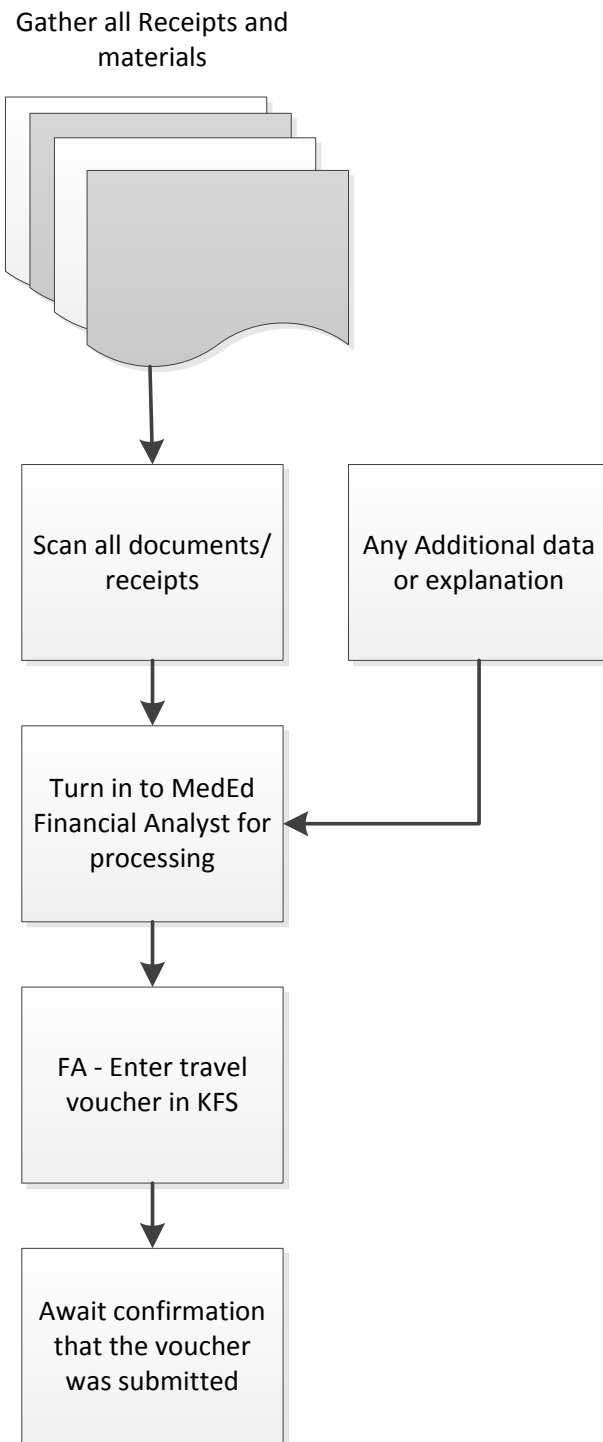 Gather all Receipts and
materials
Scan all documents/
receipts
Any Additional data
or explanation
Turn in to MedEd
Financial Analyst for
processing
FA - Enter travel
voucher in KFS
Await confirmation
that the voucher
was submitted